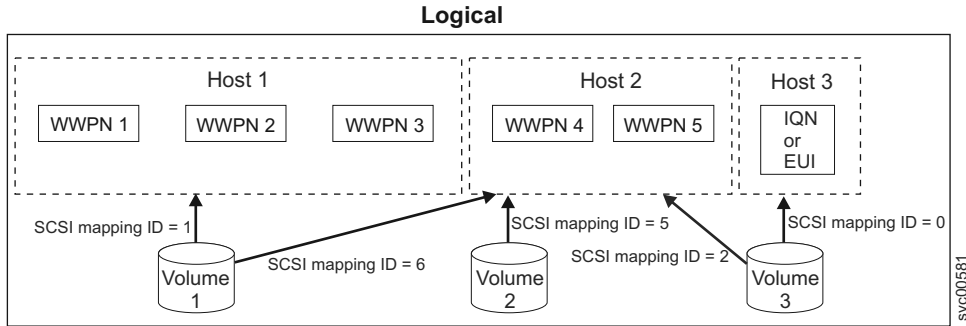 Logical
Host 1
Host 2
Host 3
WWPN 1
WWPN 2
WWPN 3
WWPN 4
WWPN 5
IQN
or
EUI
SCSI mapping ID = 1
SCSI mapping ID = 6
SCSI mapping ID = 5
SCSI mapping ID = 2
SCSI mapping ID = 0
Volume
1
Volume
2
Volume
3
svc00581